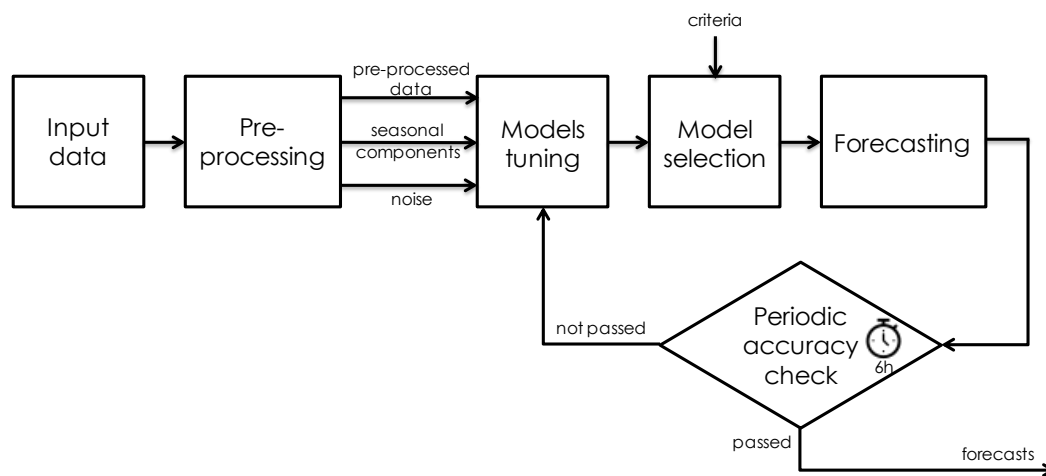 criteria
pre-processed
data
Input
data
Pre-
processing
seasonal
components
noise
Models
tuning
Model
selection
Forecasting
not passed
Periodic
accuracy
check
6h
passed
forecasts